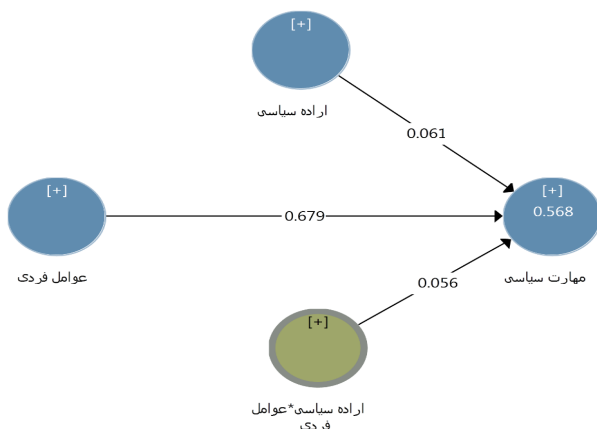 [+]
اراده سیاسی
0.061
[+]
عوامل فردی
0.679
[+]
0.568
مهارت سیاسی
0.056
[+]
اراده سیاسی*عوامل
فردی